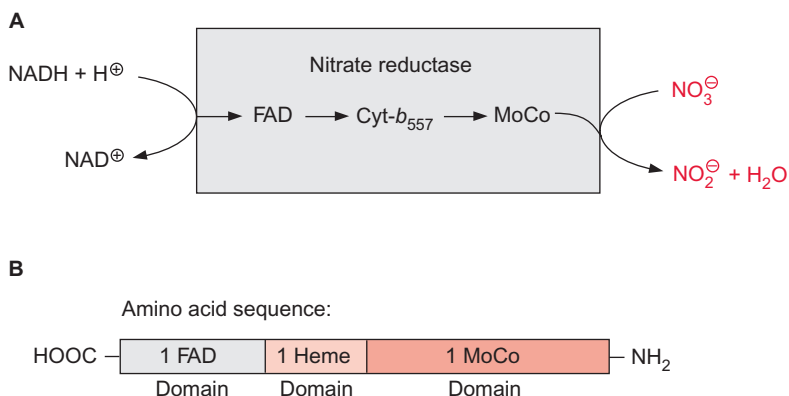 A
Nitrate reductase
NADH + H⊕
NO₃⊖
FAD
Cyt-b₅₅₇
MoCo
NAD⊕
NO₂⊖ + H₂O
B
Amino acid sequence:
HOOC
1 FAD
1 Heme
1 MoCo
NH₂
Domain
Domain
Domain